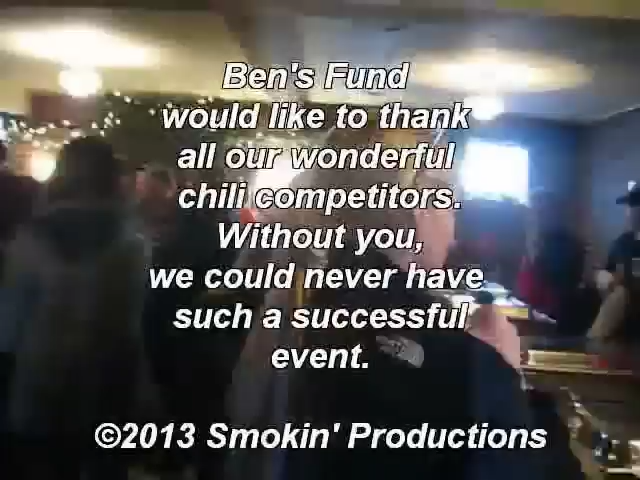 Ben's Fund
would like to thank
all our wonderful
chili competitors.
Without you,
we could never have
such a successful
event.
©2013 Smokin' Productions